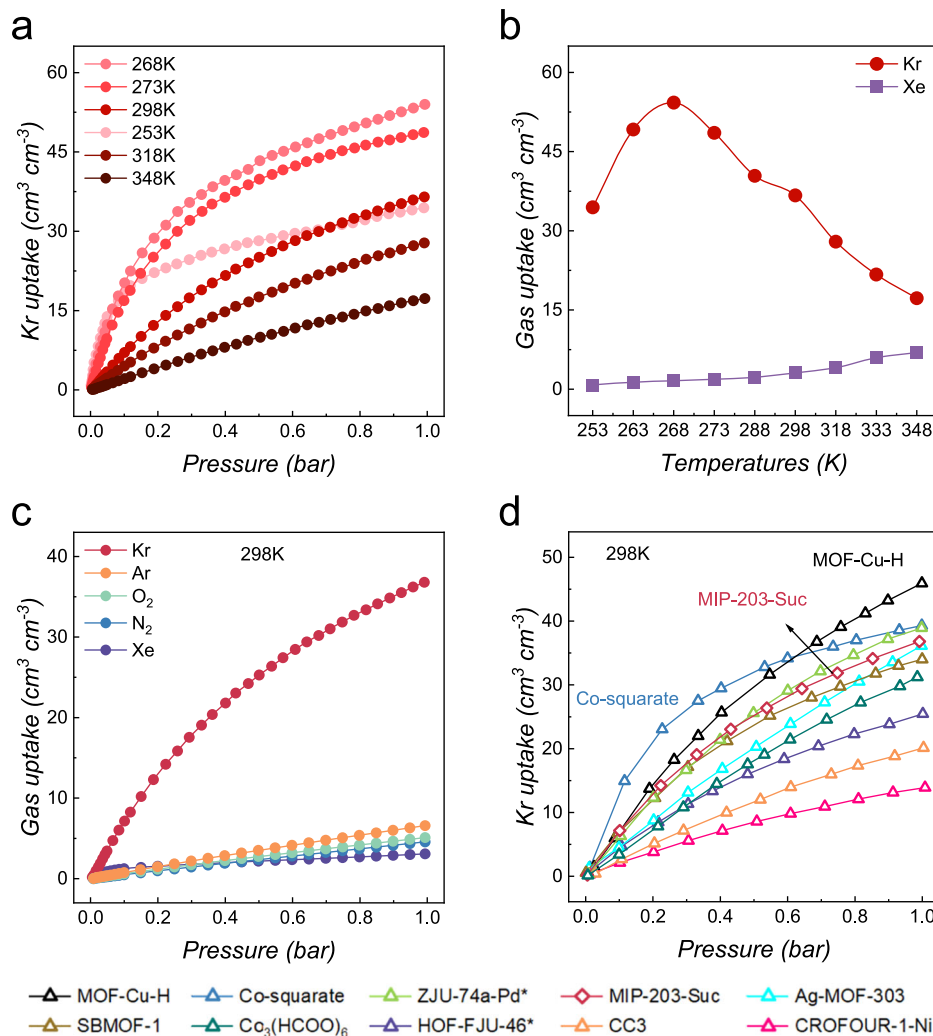 a
268K
273K
298K
253K
318K
348K
60
45
30
15
0
Kr uptake (cm³ cm⁻³)
0.0 0.2 0.4 0.6 0.8 1.0
Pressure (bar)
b
Kr
Xe
60
45
30
15
0
Gas uptake (cm³ cm⁻³)
253 263 268 273 288 298 318 333 348
Temperatures (K)
c
298K
Kr
Ar
O₂
N₂
Xe
40
30
20
10
0
Gas uptake (cm³ cm⁻³)
0.0 0.2 0.4 0.6 0.8 1.0
Pressure (bar)
d
298K
MOF-Cu-H
MIP-203-Suc
Co-squarate
50
40
30
20
10
0
Kr uptake (cm³ cm⁻³)
0.0 0.2 0.4 0.6 0.8 1.0
Pressure (bar)
MOF-Cu-H Co-squarate ZJU-74a-Pd* MIP-203-Suc Ag-MOF-303
SBMOF-1 Co₃(HCOO)₆ HOF-FJU-46* CC3 CROFOUR-1-Ni